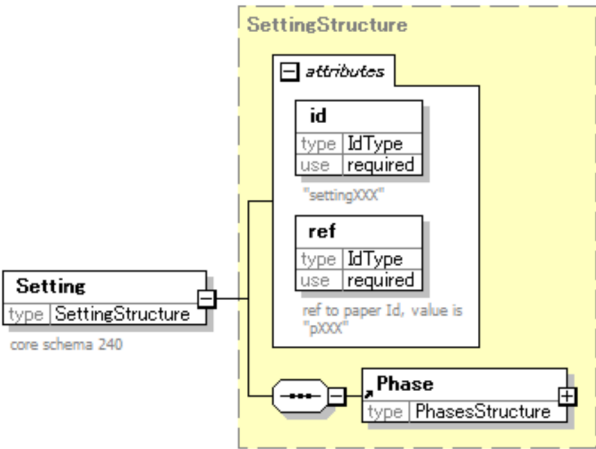 SettingStructure
attributes
id
type IdType
use required
"settingXXX"
ref
type IdType
use required
ref to paper Id, value is
"pXXX"
Setting
type SettingStructure
core schema 240
Phase
type PhasesStructure